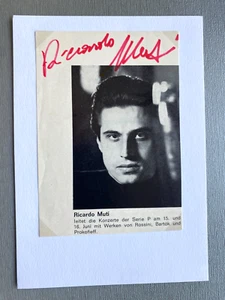 Riccardo Muti
Ricardo Muti
leitet die Konzerte der Serie P am 15. und
16. Juni mit Werken von Rossini, Bartók und
Prokofieff.